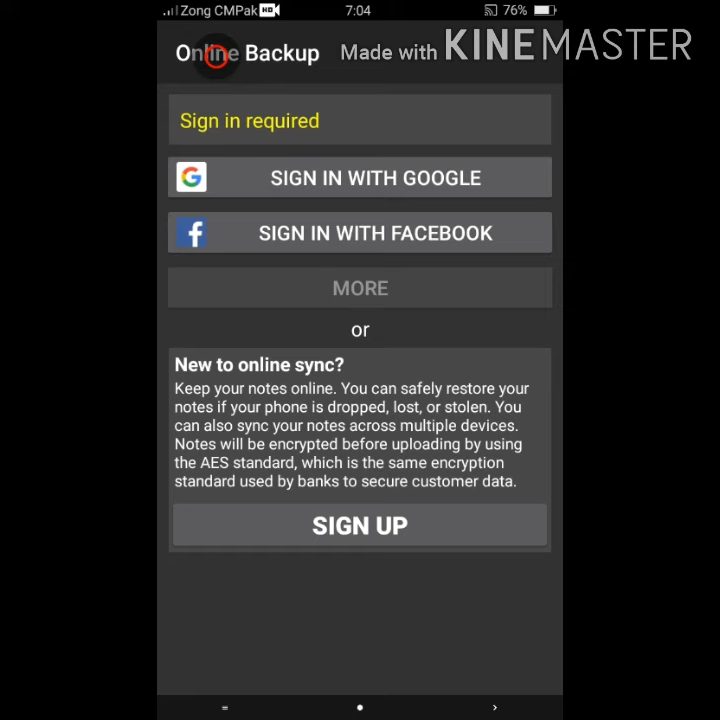 Zong CMPak HD 7:04 76%
Online Backup Made with KINEMASTER
Sign in required
G SIGN IN WITH GOOGLE
f SIGN IN WITH FACEBOOK
MORE
or
New to online sync?
Keep your notes online. You can safely restore your
notes if your phone is dropped, lost, or stolen. You
can also sync your notes across multiple devices.
Notes will be encrypted before uploading by using
the AES standard, which is the same encryption
standard used by banks to secure customer data.
SIGN UP